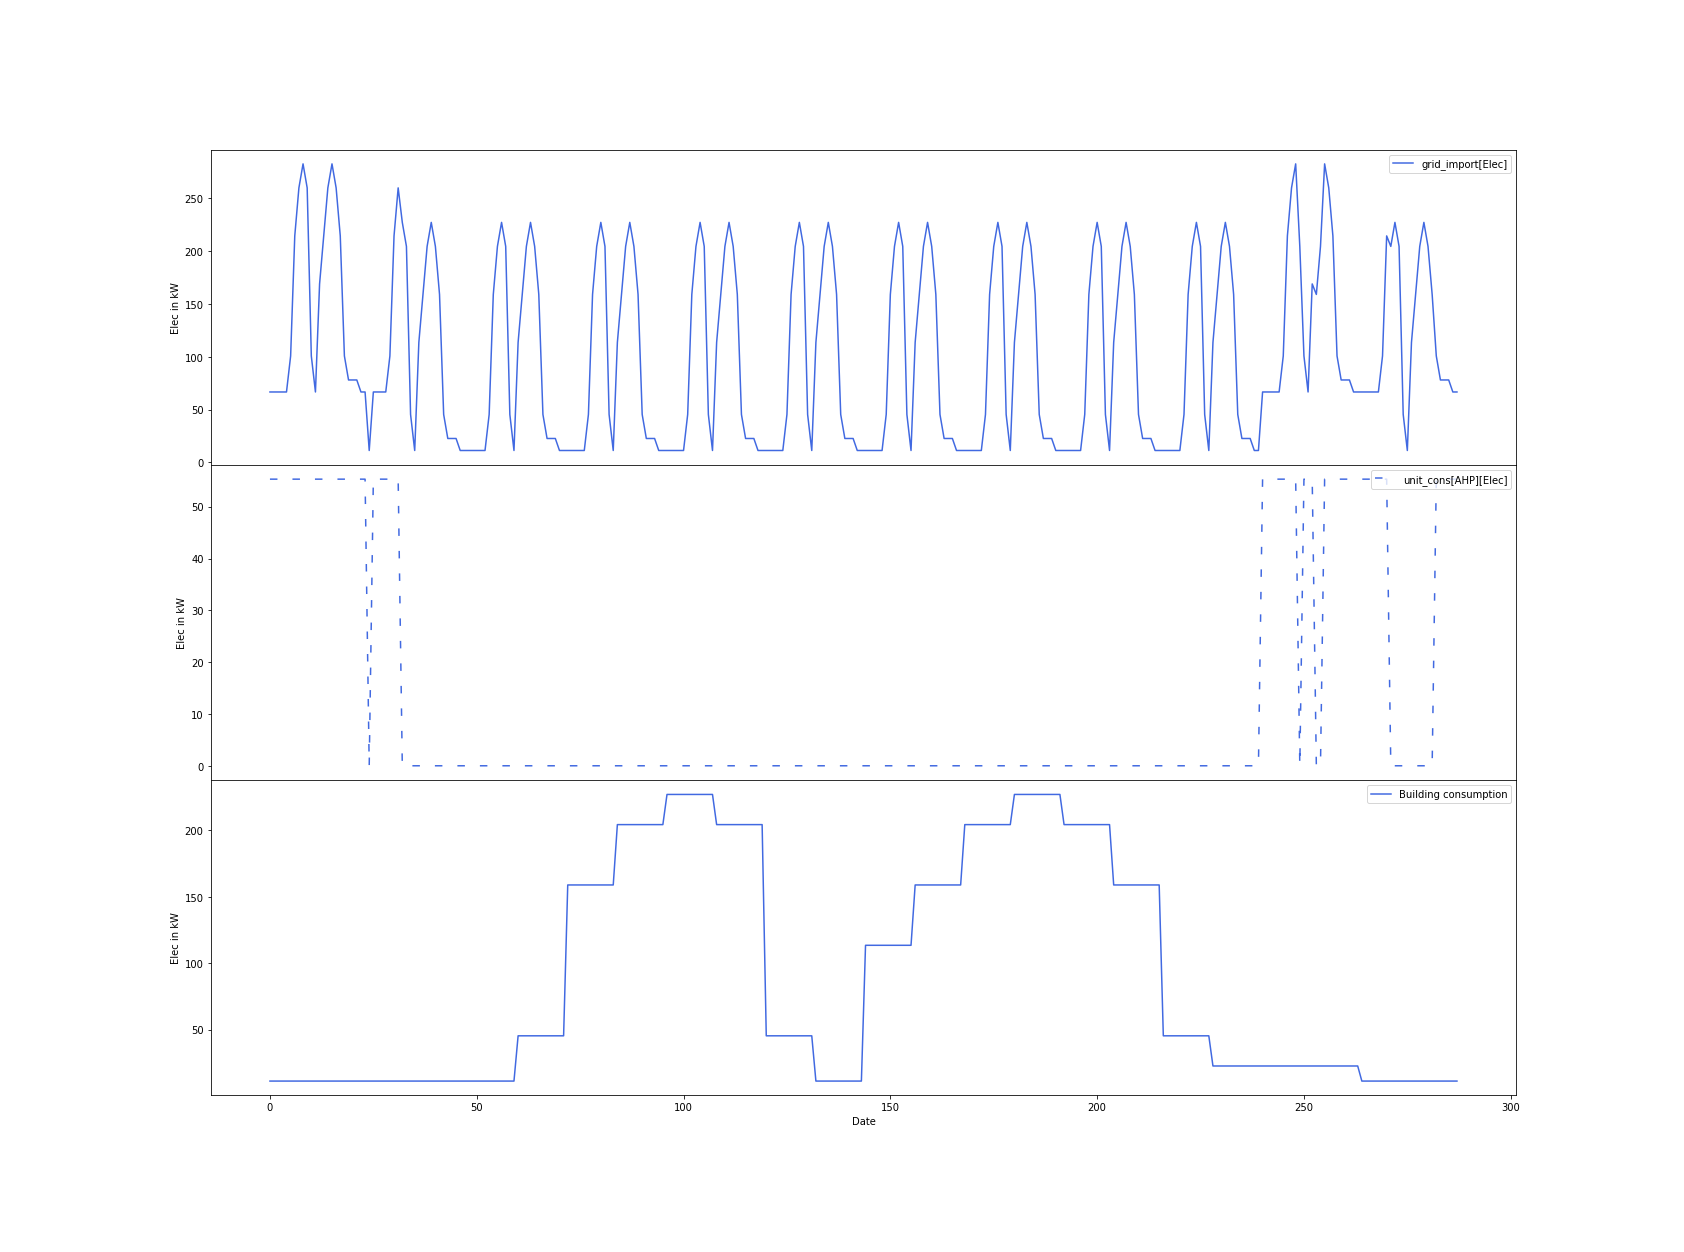 grid_import[Elec]
250
200
150
100
50
0
Elec in kW
unit_cons[AHP][Elec]
50
40
30
20
10
0
Elec in kW
Building consumption
200
150
100
50
Elec in kW
0 50 100 150 200 250 300
Date